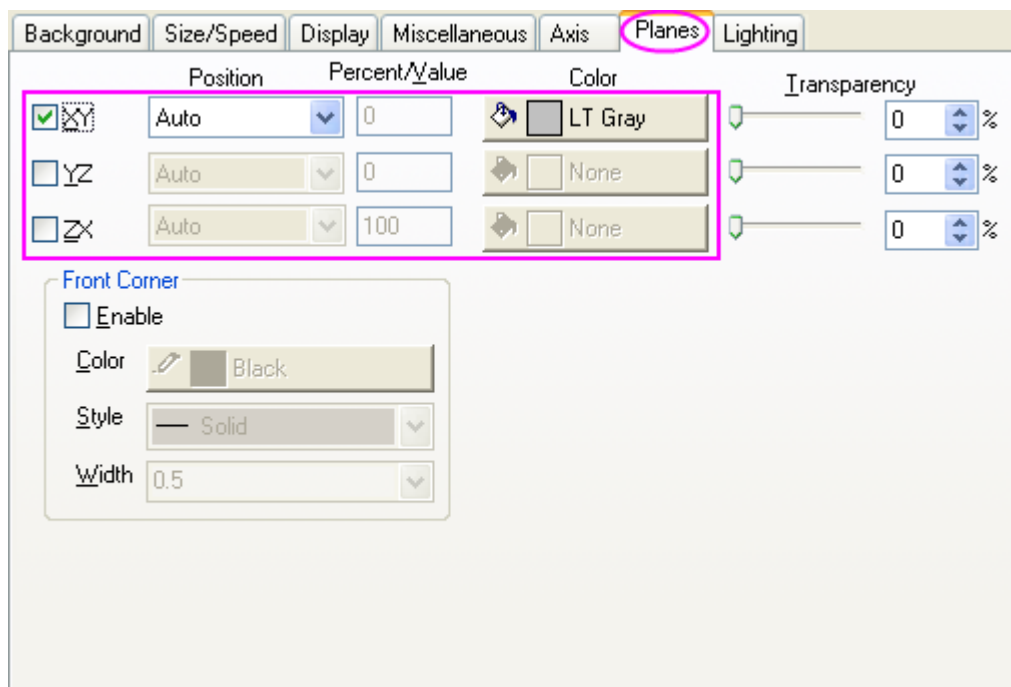 Background Size/Speed Display Miscellaneous Axis Planes Lighting
Position Percent/Value Color Transparency
XY Auto 0 LT Gray 0 %
YZ Auto 0 None 0 %
ZX Auto 100 None 0 %
Front Corner
Enable
Color Black
Style Solid
Width 0.5